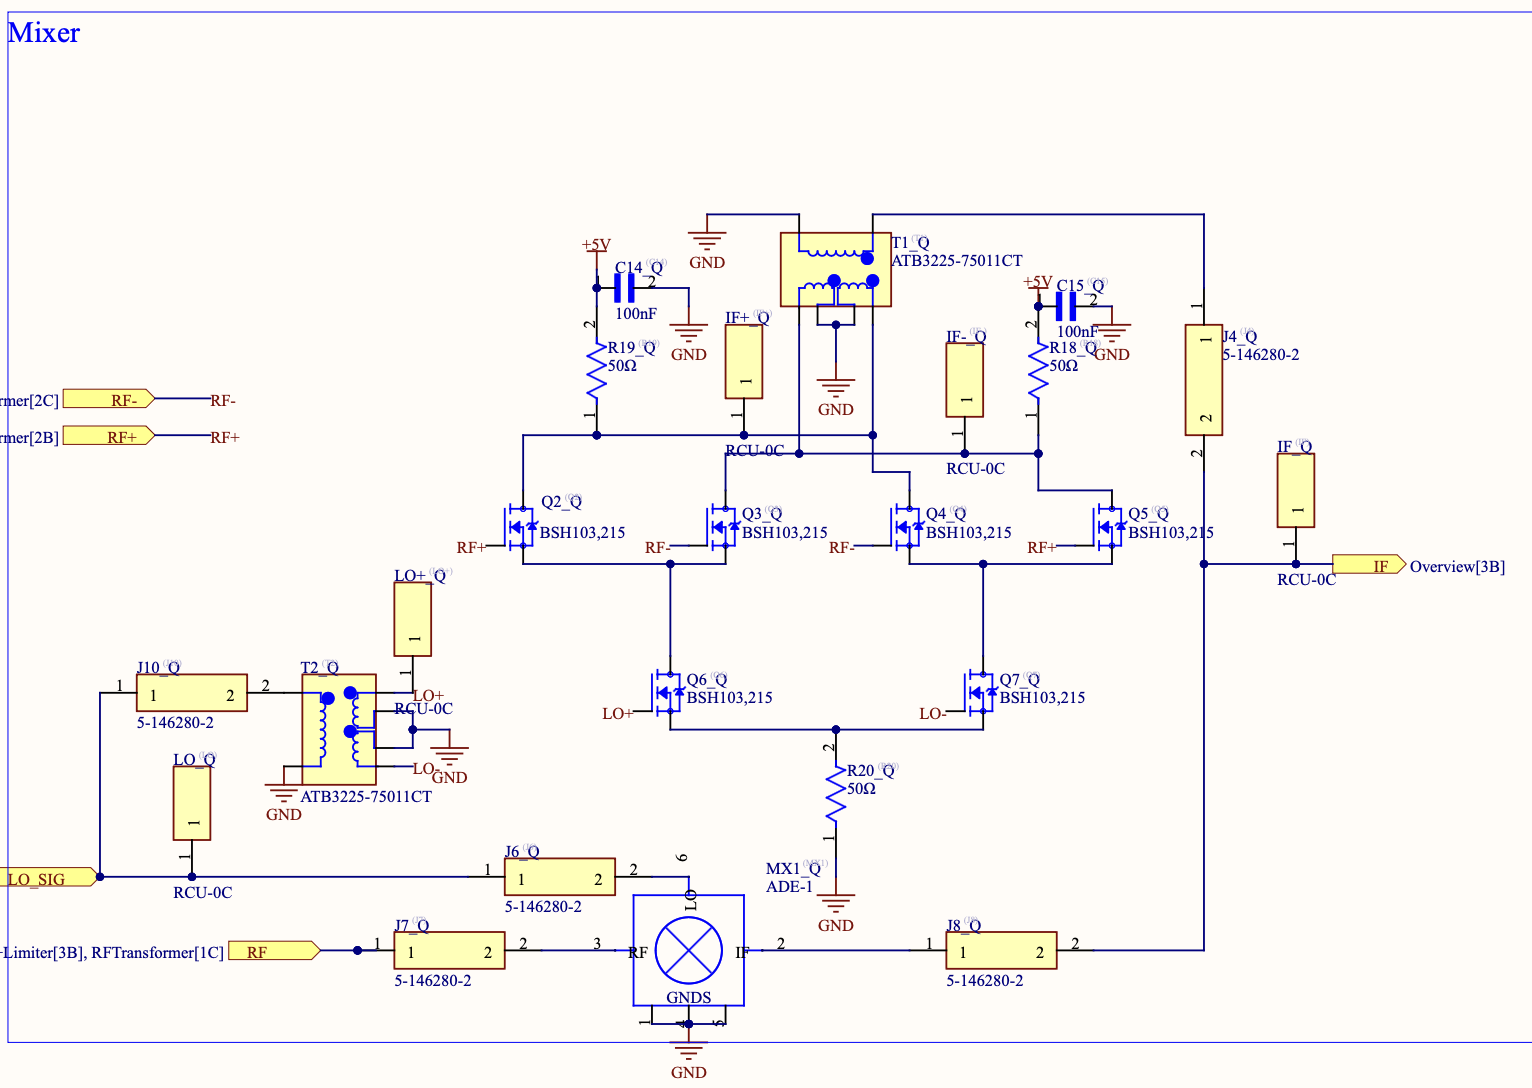 Mixer
+5V
C14_Q
1
2
100nF
GND
2
R19_Q
50Ω
1
GND
T1_Q
ATB3225-75011CT
GND
IF+_Q
1
1
RCU-0C
IF-_Q
1
1
RCU-0C
+5V
C15_Q
1
2
100nF
GND
2
R18_Q
50Ω
1
1
J4_Q
5-146280-2
1
2
2
IF_Q
1
1
RCU-0C
IF
Overview[3B]
rmer[2C]
RF-
RF-
rmer[2B]
RF+
RF+
Q2_Q
BSH103,215
RF+
Q3_Q
BSH103,215
RF-
Q4_Q
BSH103,215
RF-
Q5_Q
BSH103,215
RF+
LO+_Q
1
1
LO+
RCU-0C
J10_Q
1
1
2
2
5-146280-2
T2_Q
ATB3225-75011CT
LO-
GND
GND
LO_Q
1
1
RCU-0C
LO_SIG
Q6_Q
BSH103,215
LO+
Q7_Q
BSH103,215
LO-
2
R20_Q
50Ω
1
GND
J6_Q
1
1
2
2
5-146280-2
6
MX1_Q
ADE-1
LO
RF
IF
GNDS
1
4
5
GND
-Limiter[3B], RFTransformer[1C]
RF
J7_Q
1
1
2
2
5-146280-2
3
2
J8_Q
1
1
2
2
5-146280-2